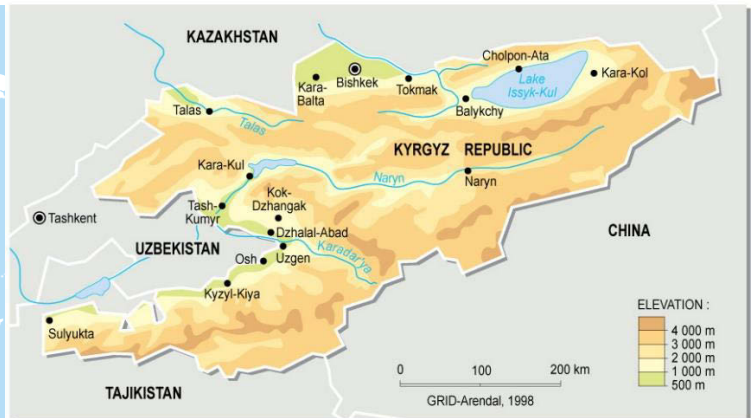 KAZAKHSTAN
Cholpon-Ata
Lake
Issyk-Kul
Kara-Kol
Bishkek
Kara-
Balta
Tokmak
Balykchy
Talas
Talas
KYRGYZ REPUBLIC
Kara-Kul
Naryn
Naryn
Kok-
Dzhangak
Tash-
Kumyr
Tashkent
Dzhalal-Abad
CHINA
UZBEKISTAN
Karadar'ya
Uzgen
Osh
Kyzyl-Kiya
Sulyukta
TAJIKISTAN
ELEVATION :
4 000 m
3 000 m
2 000 m
1 000 m
500 m
0 100 200 km
GRID-Arendal, 1998